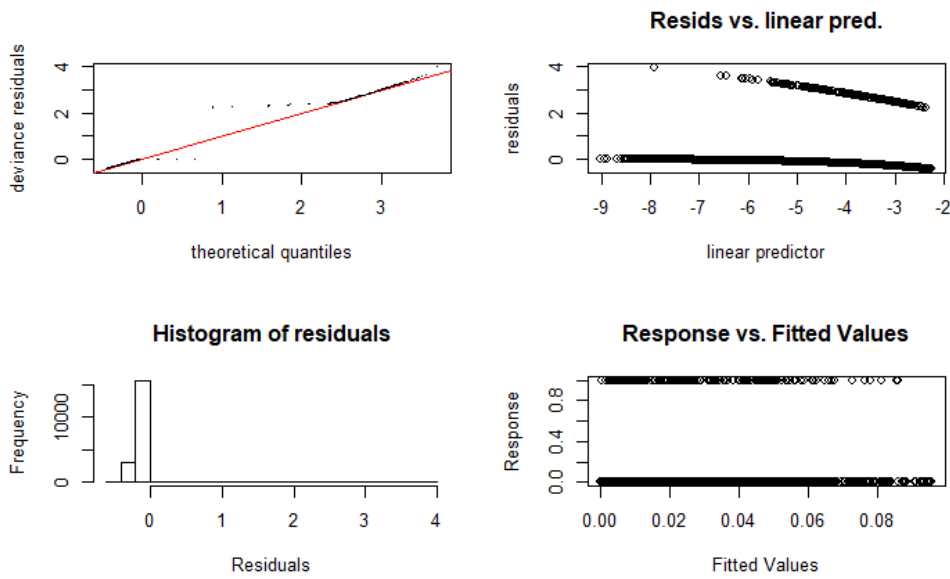 deviance residuals
4
2
0
0 1 2 3
theoretical quantiles
Resids vs. linear pred.
residuals
4
2
0
-9 -8 -7 -6 -5 -4 -3 -2
linear predictor
Histogram of residuals
Frequency
10000
0
0 1 2 3 4
Residuals
Response vs. Fitted Values
Response
0.8
0.4
0.0
0.00 0.02 0.04 0.06 0.08
Fitted Values